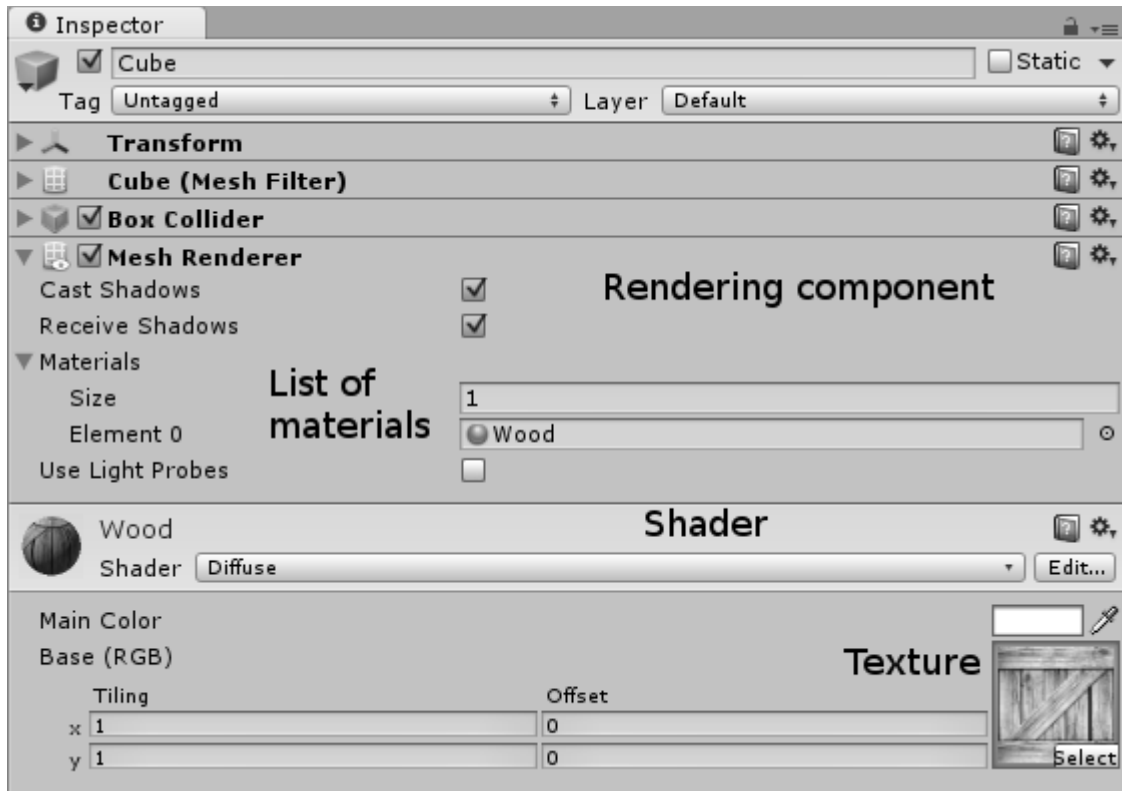 Inspector
Cube
Static
Tag Untagged Layer Default
Transform
Cube (Mesh Filter)
Box Collider
Mesh Renderer
Cast Shadows
Rendering component
Receive Shadows
Materials
List of
materials
Size 1
Element 0 Wood
Use Light Probes
Wood
Shader
Shader Diffuse Edit...
Main Color
Base (RGB)
Texture
Tiling Offset
x 1 0
y 1 0
Select